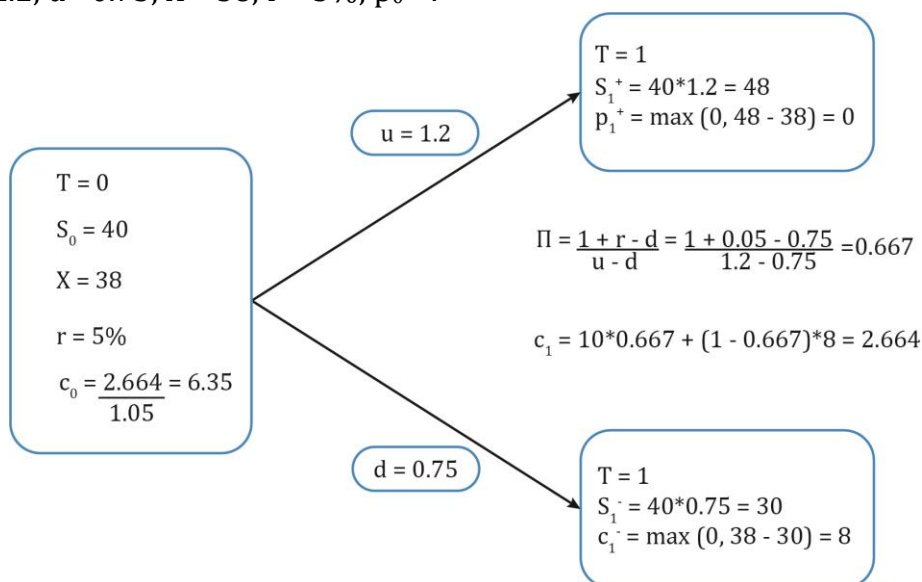 T = 0
S₀ = 40
X = 38
r = 5%
c₀ = 2.664 = 6.35
1.05
u = 1.2
d = 0.75
T = 1
S₁⁺ = 40*1.2 = 48
p₁⁺ = max (0, 48 - 38) = 0
Π = 1 + r - d = 1 + 0.05 - 0.75 =0.667
u - d 1.2 - 0.75
c₁ = 10*0.667 + (1 - 0.667)*8 = 2.664
T = 1
S₁⁻ = 40*0.75 = 30
c₁⁻ = max (0, 38 - 30) = 8